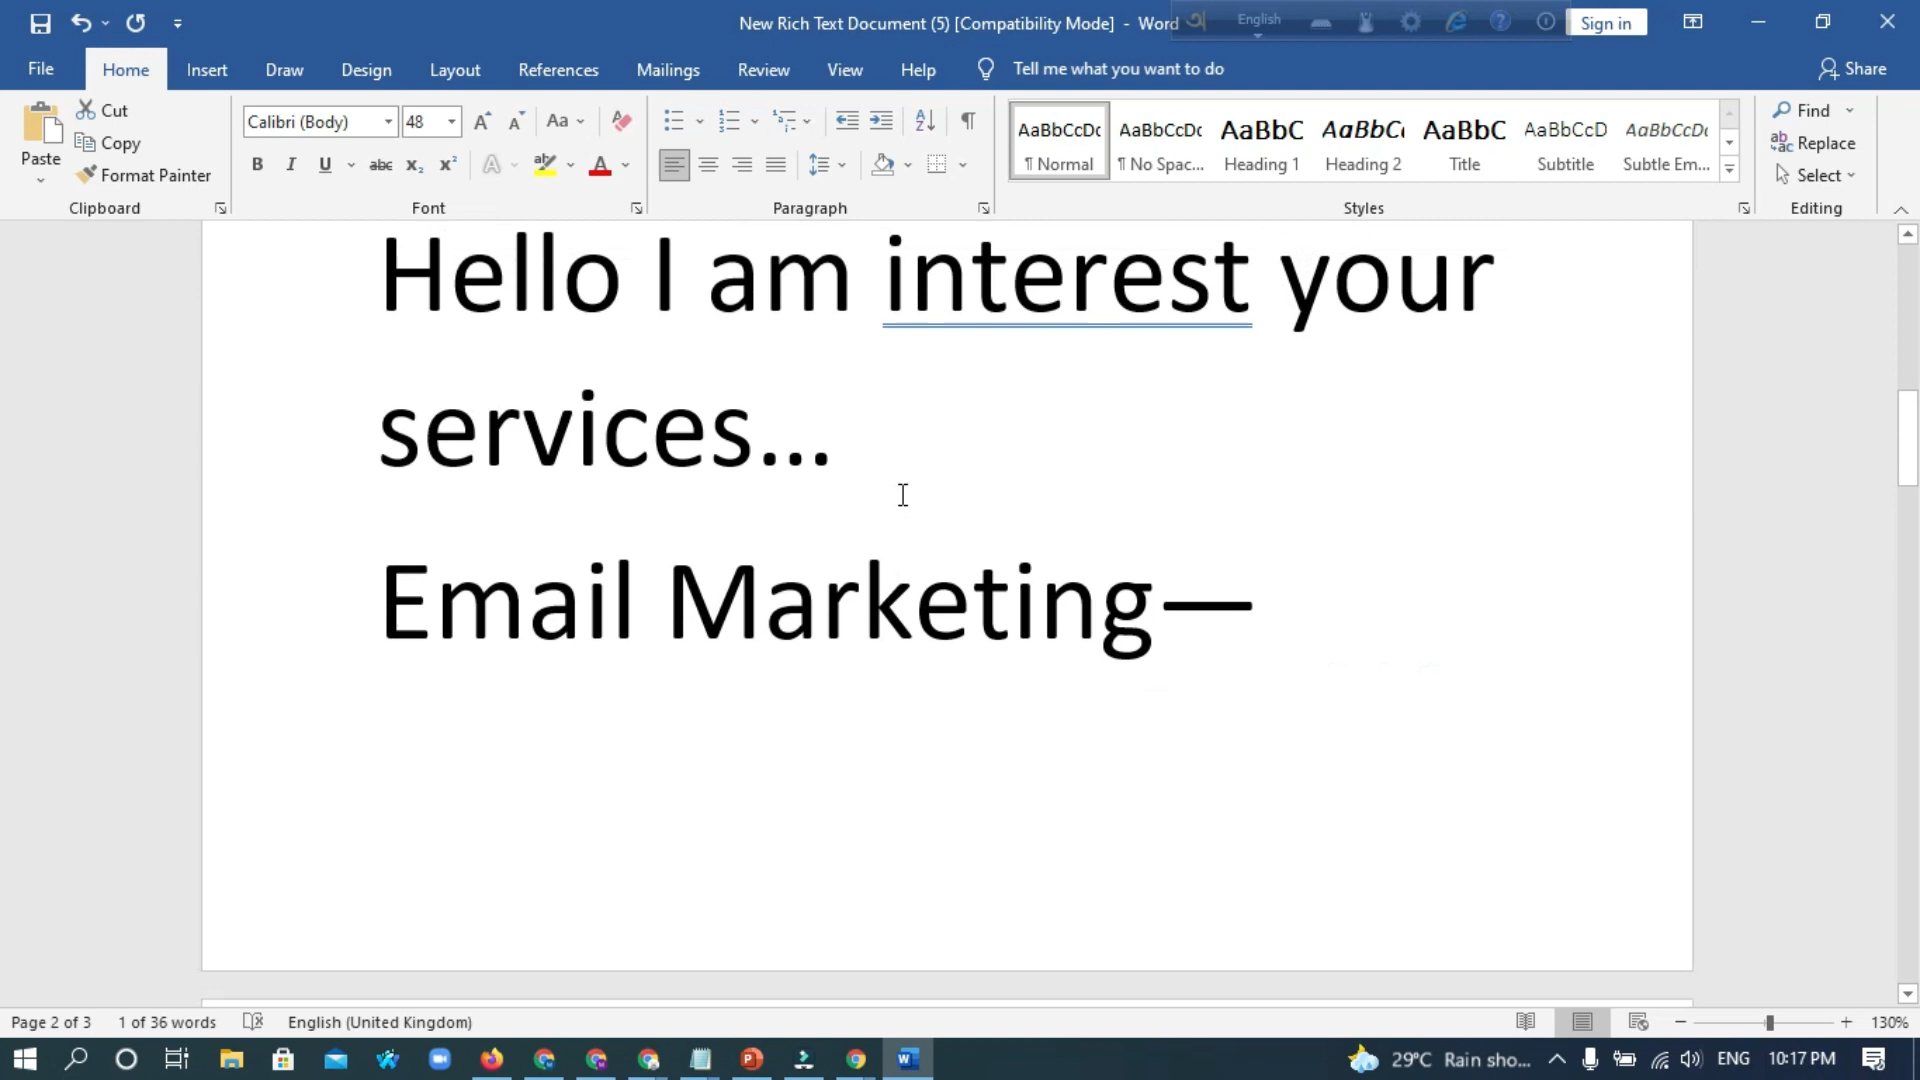 New Rich Text Document (5) [Compatibility Mode] - Word
English
Sign in
File Home Insert Draw Design Layout References Mailings Review View Help Tell me what you want to do Share
Paste
Cut
Copy
Format Painter
Clipboard
Calibri (Body) 48
Font
Paragraph
AaBbCcDc AaBbCcDc AaBbC AaBbC AaBbC AaBbCcD AaBbCcDc
¶ Normal ¶ No Spac... Heading 1 Heading 2 Title Subtitle Subtle Em...
Styles
Find
Replace
Select
Editing
Hello I am interest your
services...
Email Marketing—
Page 2 of 3 1 of 36 words English (United Kingdom) 130%
29°C Rain sho... ENG 10:17 PM